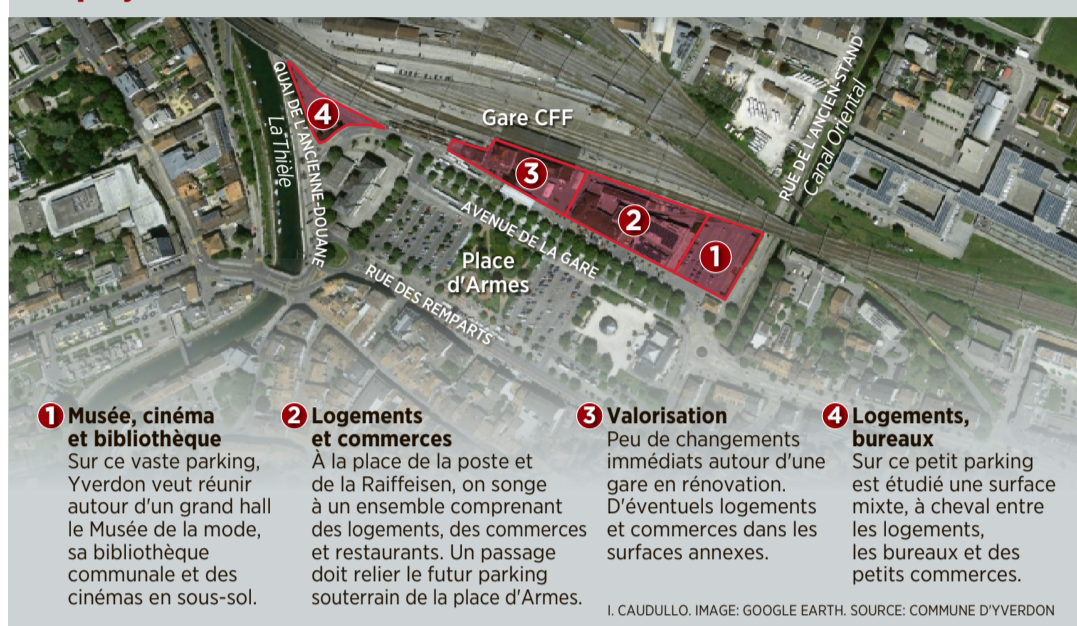 QUAI DE L'ANCIENNE-DOUANE
La Thièle
4
Gare CFF
RUE DE L'ANCIEN-STAND
Canal Oriental
3
2
1
AVENUE DE LA GARE
Place
d'Armes
RUE DES REMPARTS
1 Musée, cinéma
et bibliothèque
Sur ce vaste parking,
Yverdon veut réunir
autour d'un grand hall
le Musée de la mode,
sa bibliothèque
communale et des
cinémas en sous-sol.
2 Logements
et commerces
À la place de la poste et
de la Raiffeisen, on songe
à un ensemble comprenant
des logements, des commerces
et restaurants. Un passage
doit relier le futur parking
souterrain de la place d'Armes.
3 Valorisation
Peu de changements
immédiats autour d'une
gare en rénovation.
D'éventuels logements
et commerces dans les
surfaces annexes.
4 Logements,
bureaux
Sur ce petit parking
est étudié une surface
mixte, à cheval entre
les logements,
les bureaux et des
petits commerces.
I. CAUDULLO. IMAGE: GOOGLE EARTH. SOURCE: COMMUNE D'YVERDON